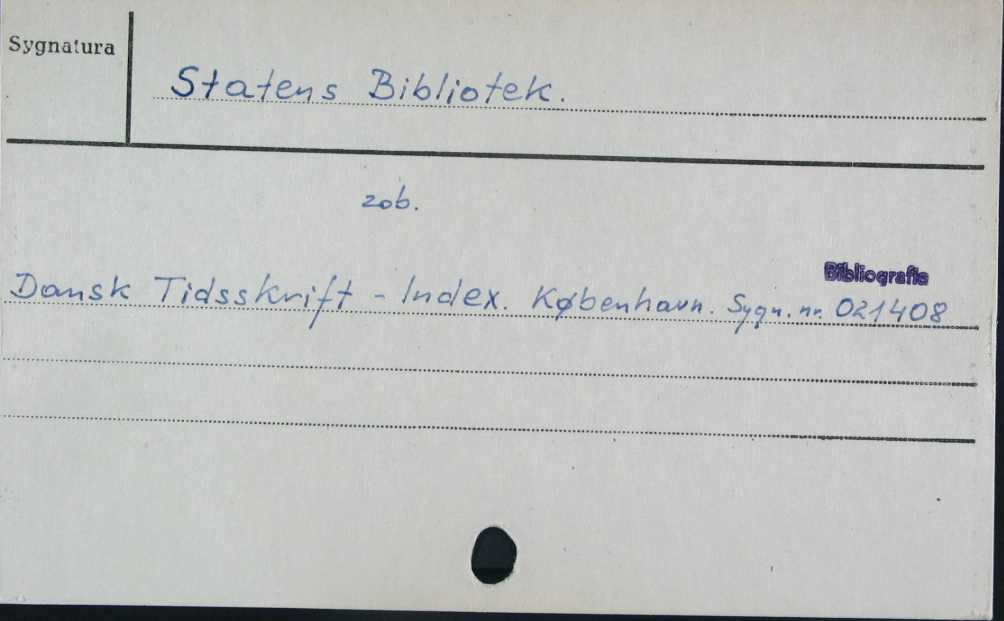 Sygnatura
Statens Bibliotek.
zob.
Bibliografia
Dansk Tidsskrift - Index. København. Sygn. nr. 021408